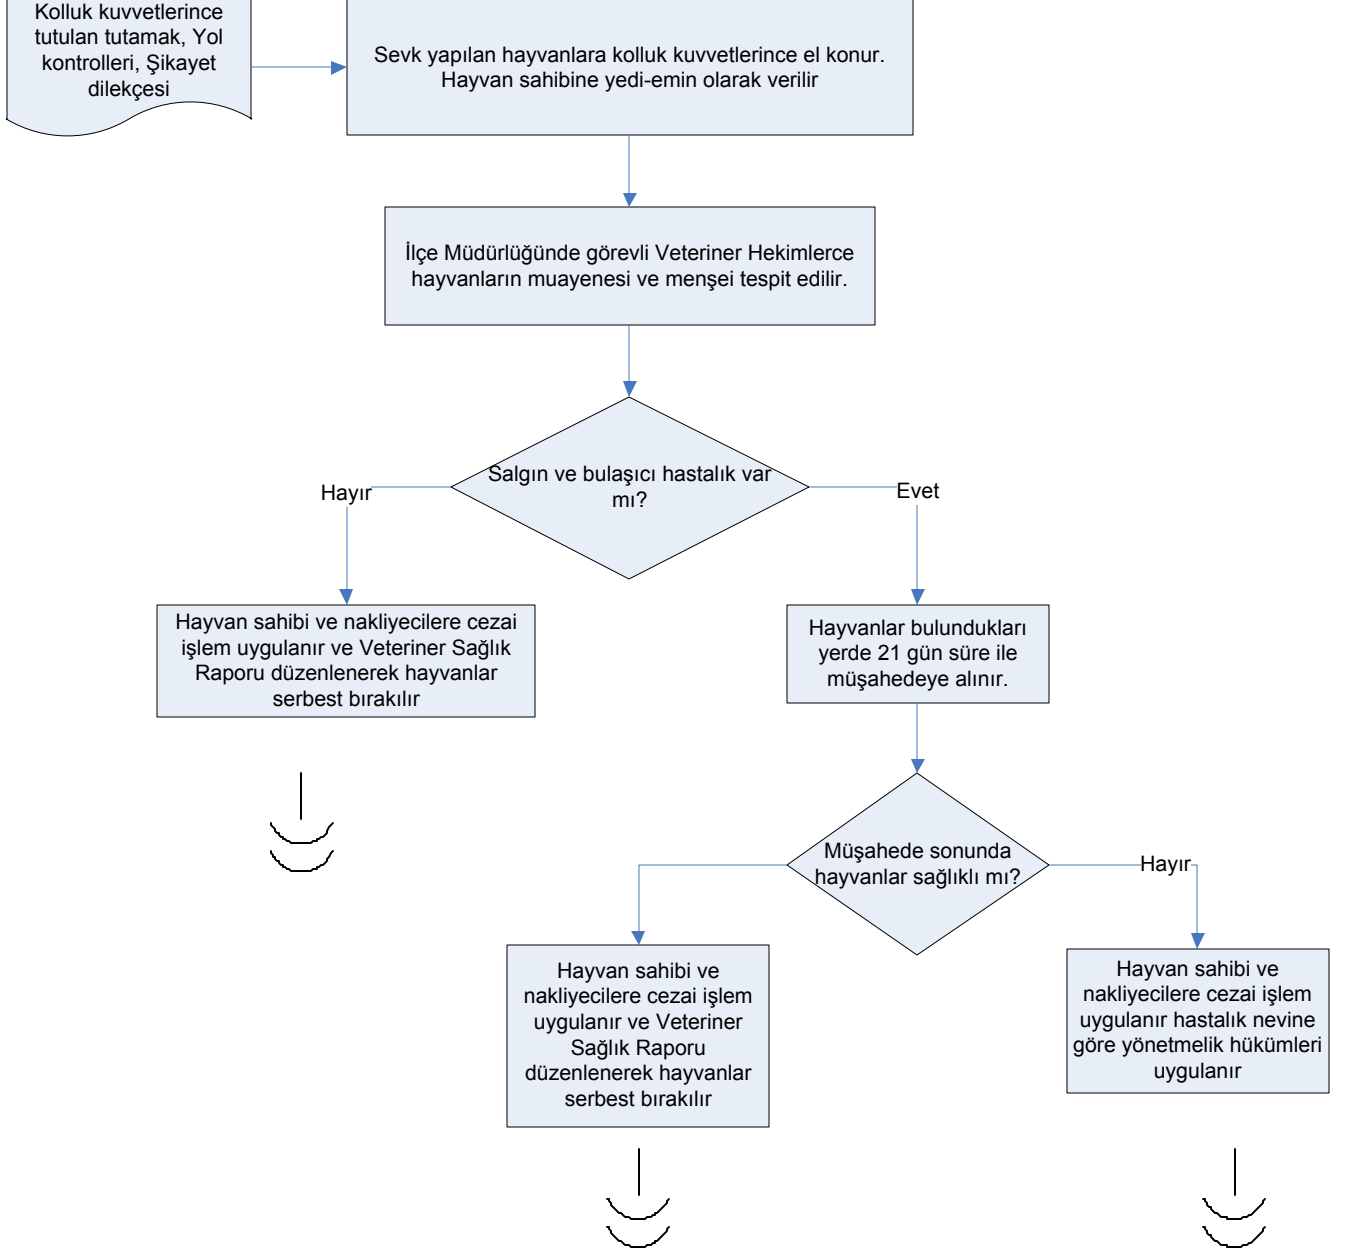 Kolluk kuvvetlerince
tutulan tutamak, Yol
kontrolleri, Şikayet
dilekçesi
Sevk yapılan hayvanlara kolluk kuvvetlerince el konur.
Hayvan sahibine yedi-emin olarak verilir
İlçe Müdürlüğünde görevli Veteriner Hekimlerce
hayvanların muayenesi ve menşei tespit edilir.
Salgın ve bulaşıcı hastalık var
mı?
Hayır
Evet
Hayvan sahibi ve nakliyecilere cezai
işlem uygulanır ve Veteriner Sağlık
Raporu düzenlenerek hayvanlar
serbest bırakılır
Hayvanlar bulundukları
yerde 21 gün süre ile
müşahedeye alınır.
Müşahede sonunda
hayvanlar sağlıklı mı?
Hayır
Hayvan sahibi ve
nakliyecilere cezai işlem
uygulanır ve Veteriner
Sağlık Raporu
düzenlenerek hayvanlar
serbest bırakılır
Hayvan sahibi ve
nakliyecilere cezai işlem
uygulanır hastalık nevine
göre yönetmelik hükümleri
uygulanır